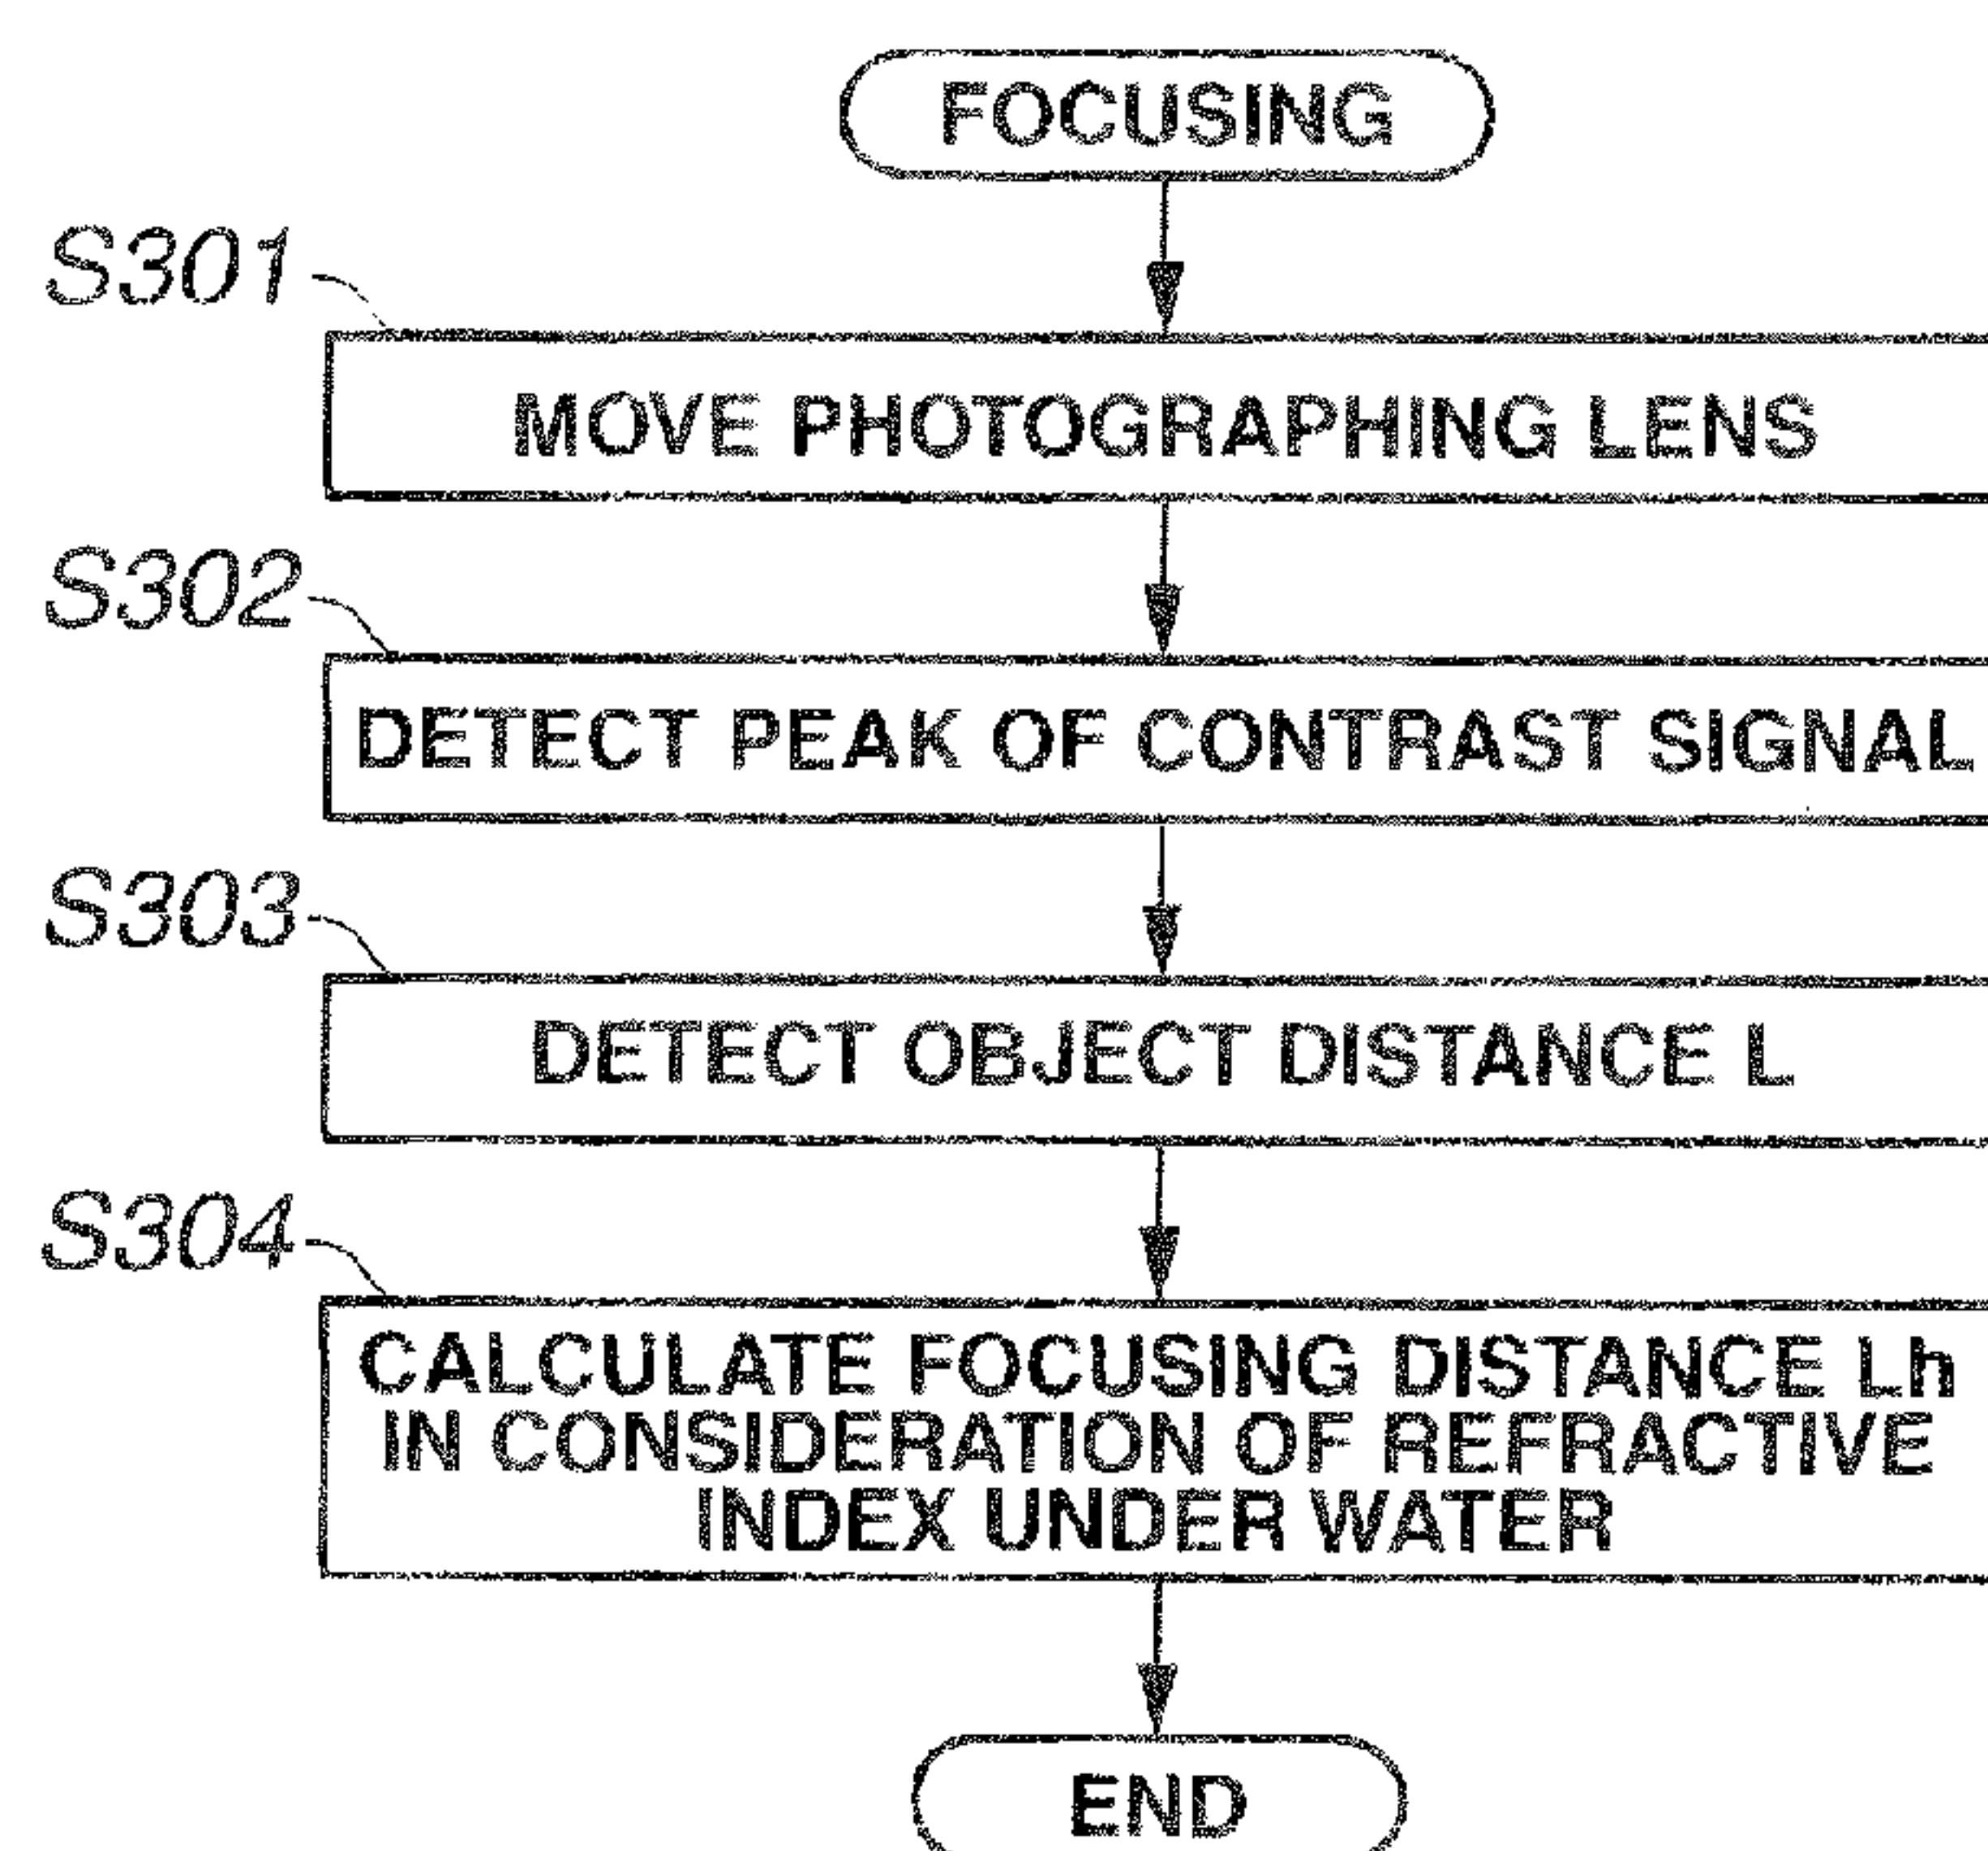 FOCUSING
S301
MOVE PHOTOGRAPHING LENS
S302
DETECT PEAK OF CONTRAST SIGNAL
S303
DETECT OBJECT DISTANCE L
S304
CALCULATE FOCUSING DISTANCE Lh
IN CONSIDERATION OF REFRACTIVE
INDEX UNDER WATER
END